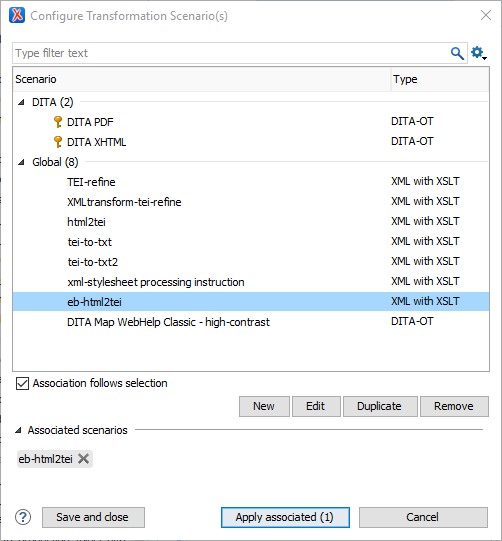 Configure Transformation Scenario(s)
Type filter text
Scenario Type
DITA (2)
DITA PDF DITA-OT
DITA XHTML DITA-OT
Global (8)
TEI-refine XML with XSLT
XMLtransform-tei-refine XML with XSLT
html2tei XML with XSLT
tei-to-txt XML with XSLT
tei-to-txt2 XML with XSLT
xml-stylesheet processing instruction XML with XSLT
eb-html2tei XML with XSLT
DITA Map WebHelp Classic - high-contrast DITA-OT
Association follows selection
New Edit Duplicate Remove
Associated scenarios
eb-html2tei
? Save and close Apply associated (1) Cancel